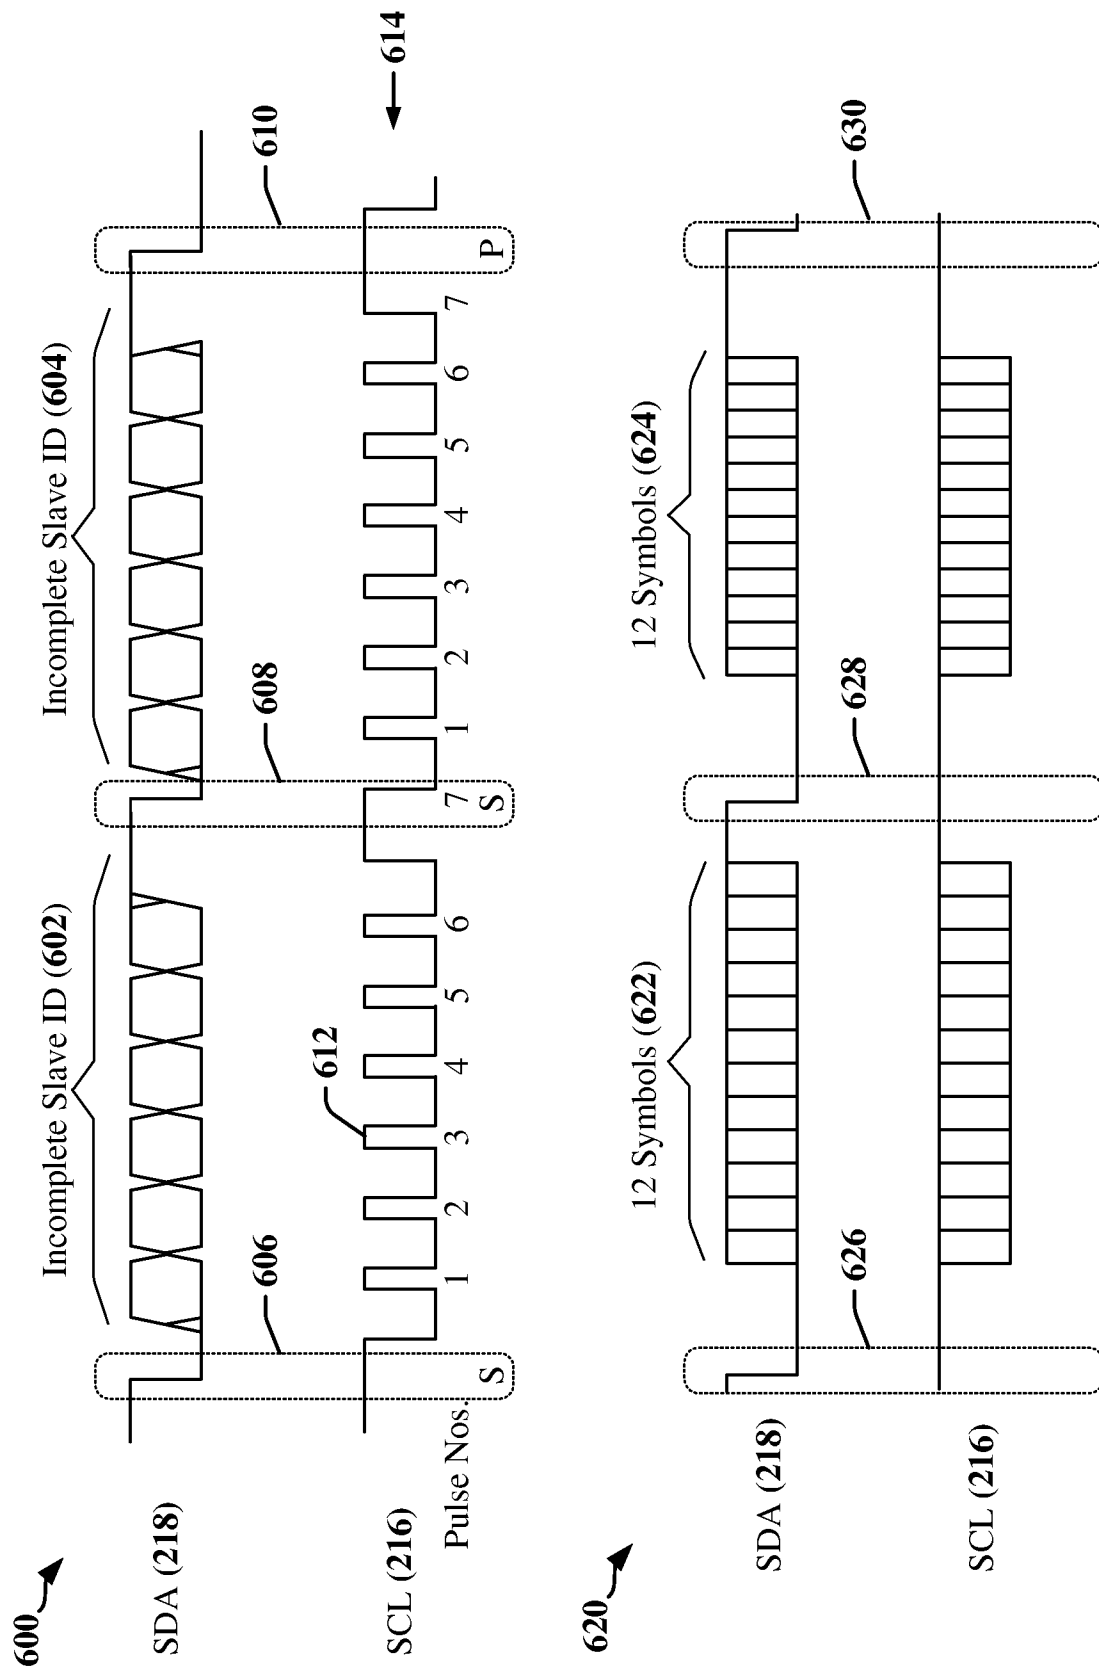 600
Incomplete Slave ID (602)
Incomplete Slave ID (604)
SDA (218)
606
608
610
612
614
SCL (216)
Pulse Nos.
1 2 3 4 5 6 7 1 2 3 4 5 6 7
S S P
620
12 Symbols (622)
12 Symbols (624)
SDA (218)
626
628
630
SCL (216)